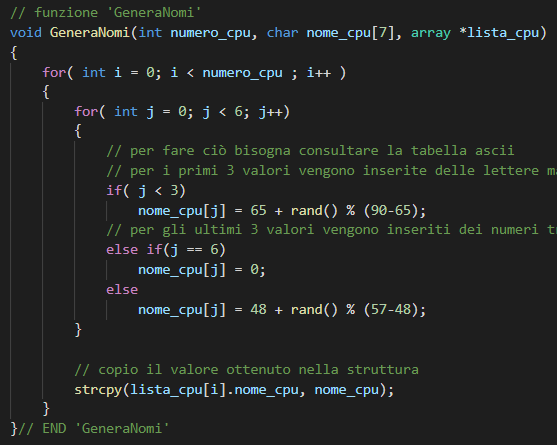 // funzione 'GeneraNomi'
void GeneraNomi(int numero_cpu, char nome_cpu[7], array *lista_cpu)
{
    for( int i = 0; i < numero_cpu ; i++ )
    {
        for( int j = 0; j < 6; j++)
        {
            // per fare ciò bisogna consultare la tabella ascii
            // per i primi 3 valori vengono inserite delle lettere
            if( j < 3)
                nome_cpu[j] = 65 + rand() % (90-65);
            // per gli ultimi 3 valori vengono inseriti dei numeri
            else if(j == 6)
                nome_cpu[j] = 0;
            else
                nome_cpu[j] = 48 + rand() % (57-48);
        }

            // copio il valore ottenuto nella struttura
        strcpy(lista_cpu[i].nome_cpu, nome_cpu);
    }
}// END 'GeneraNomi'